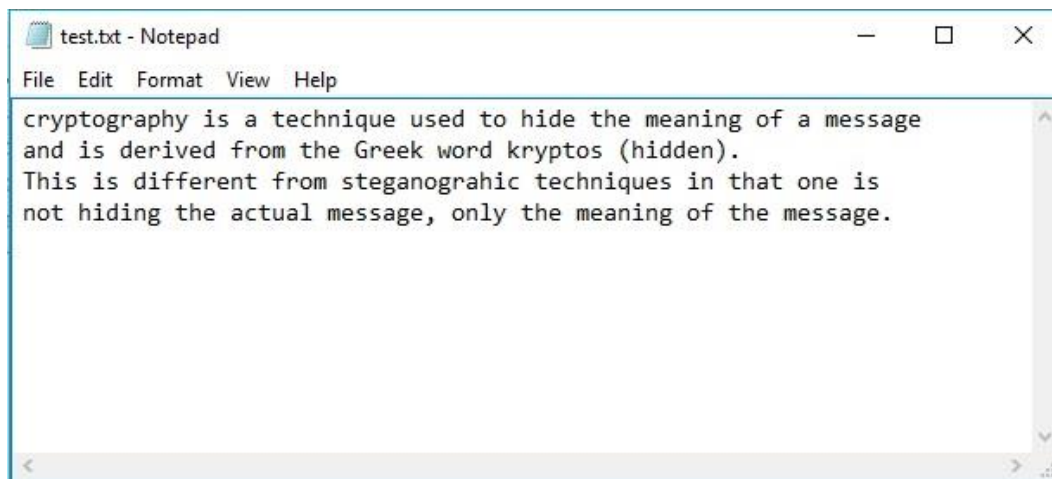 test.txt - Notepad
File Edit Format View Help
cryptography is a technique used to hide the meaning of a message
and is derived from the Greek word kryptos (hidden).
This is different from steganograhic techniques in that one is
not hiding the actual message, only the meaning of the message.